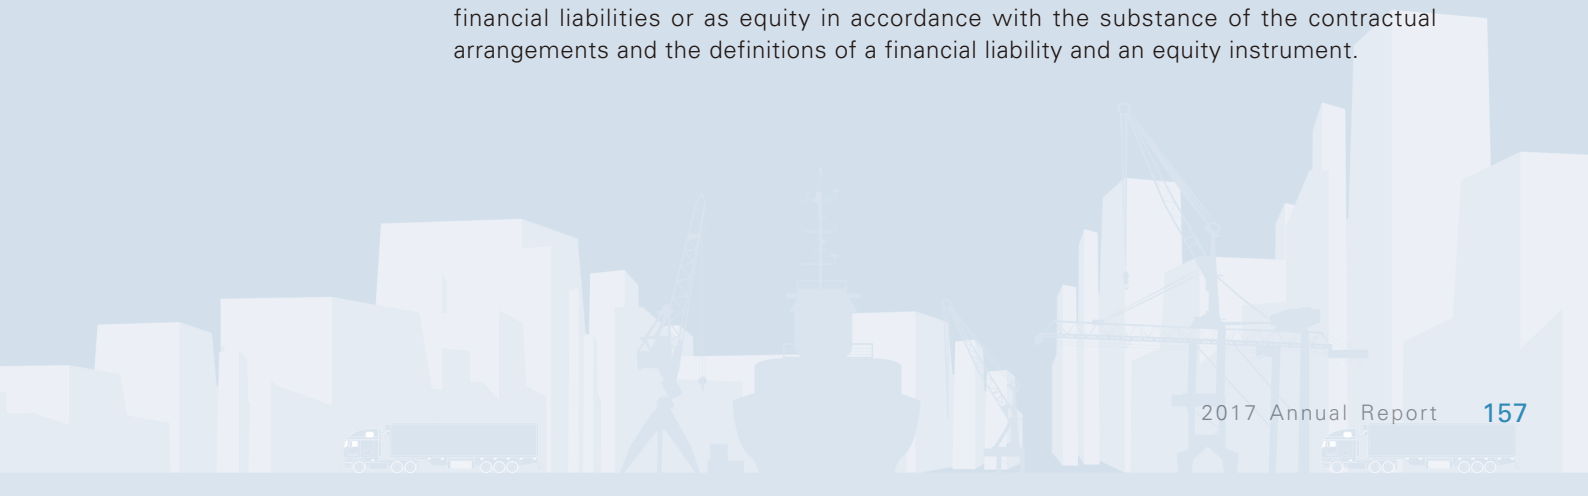 financial liabilities or as equity in accordance with the substance of the contractual
arrangements and the definitions of a financial liability and an equity instrument.
2017 Annual Report 157